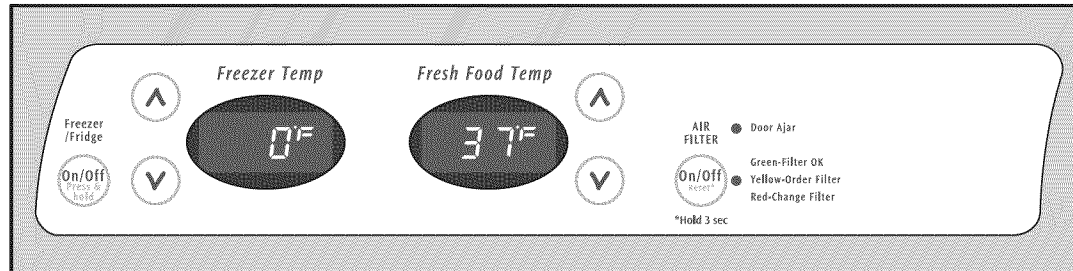 Freezer Temp
Fresh Food Temp
Freezer
/Fridge
On/Off
Press &
hold
0°F
37°F
AIR
FILTER
Door Ajar
On/Off
Reset*
Green-Filter OK
Yellow-Order Filter
Red-Change Filter
*Hold 3 sec